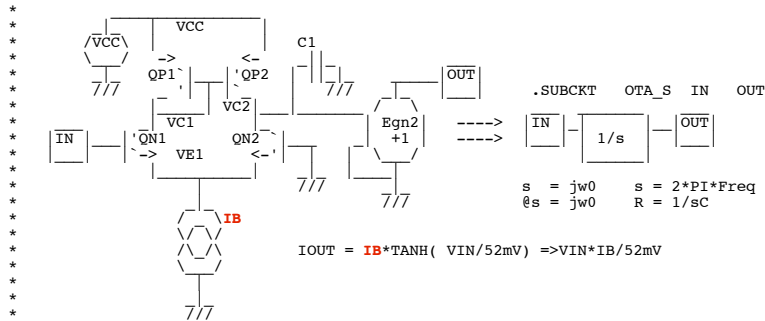 VCC
VCC C1
-> <-
QP1 QP2 OUT
/// /// .SUBCKT OTA_S IN OUT
VC2
VC1 Egn2 ----> IN OUT
IN QN1 QN2 +1 ----> 1/s
-> VE1 <-
/// s = jw0 s = 2*PI*Freq
/// @s = jw0 R = 1/sC
IB
IOUT = IB*TANH( VIN/52mV) =>VIN*IB/52mV
///